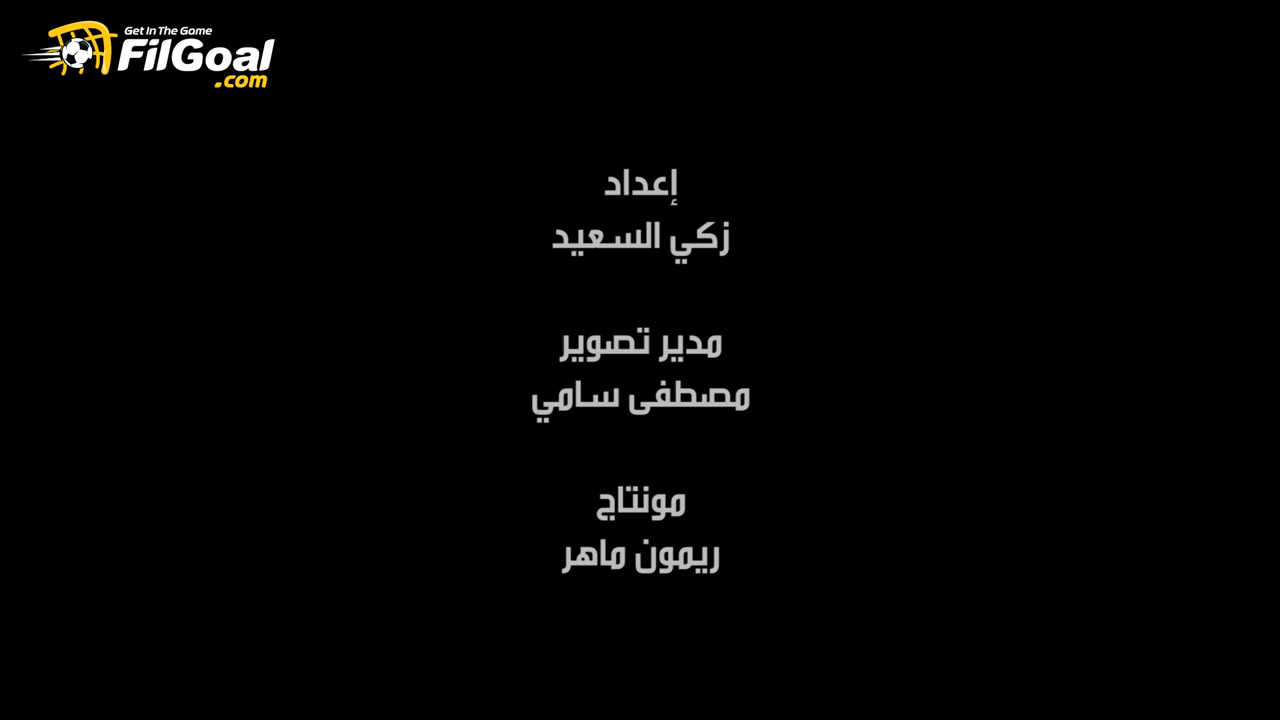 Get In The Game
FilGoal
.com
إعداد
زكي السعيد
مدير تصوير
مصطفى سامي
مونتاج
ريمون ماهر